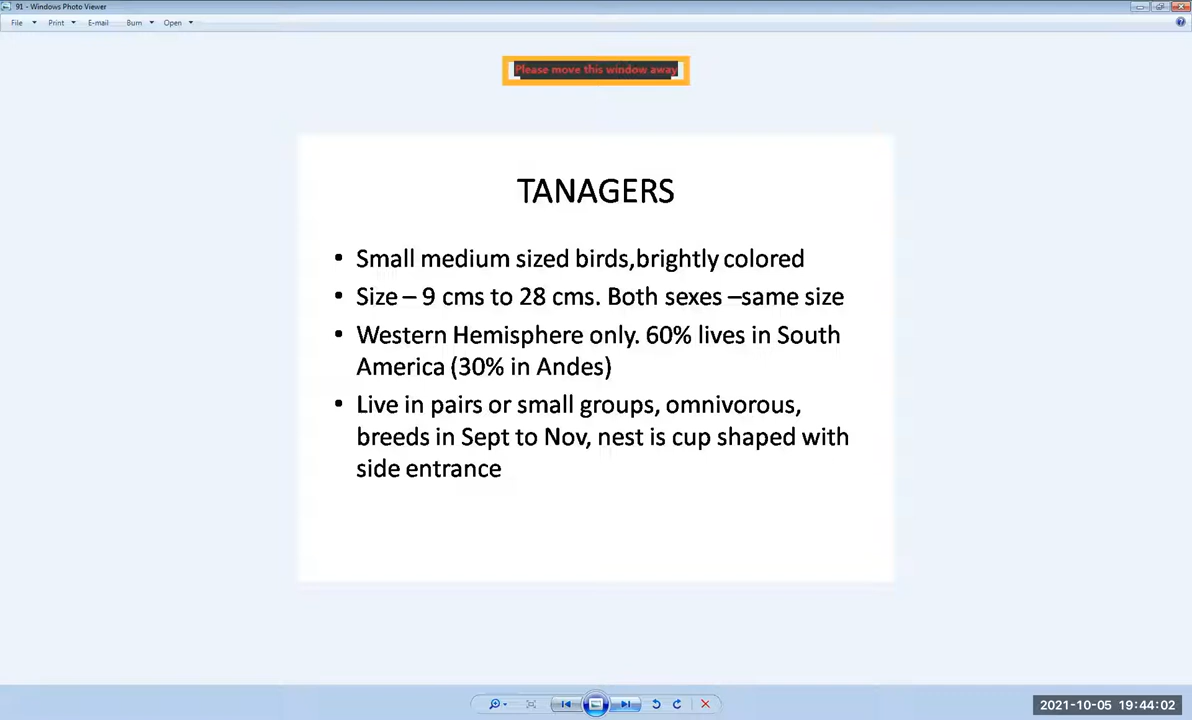 91 - Windows Photo Viewer
File Print E-mail Burn Open
Please move this window away
TANAGERS
• Small medium sized birds,brightly colored
• Size – 9 cms to 28 cms. Both sexes –same size
• Western Hemisphere only. 60% lives in South
America (30% in Andes)
• Live in pairs or small groups, omnivorous,
breeds in Sept to Nov, nest is cup shaped with
side entrance
2021-10-05 19:44:02